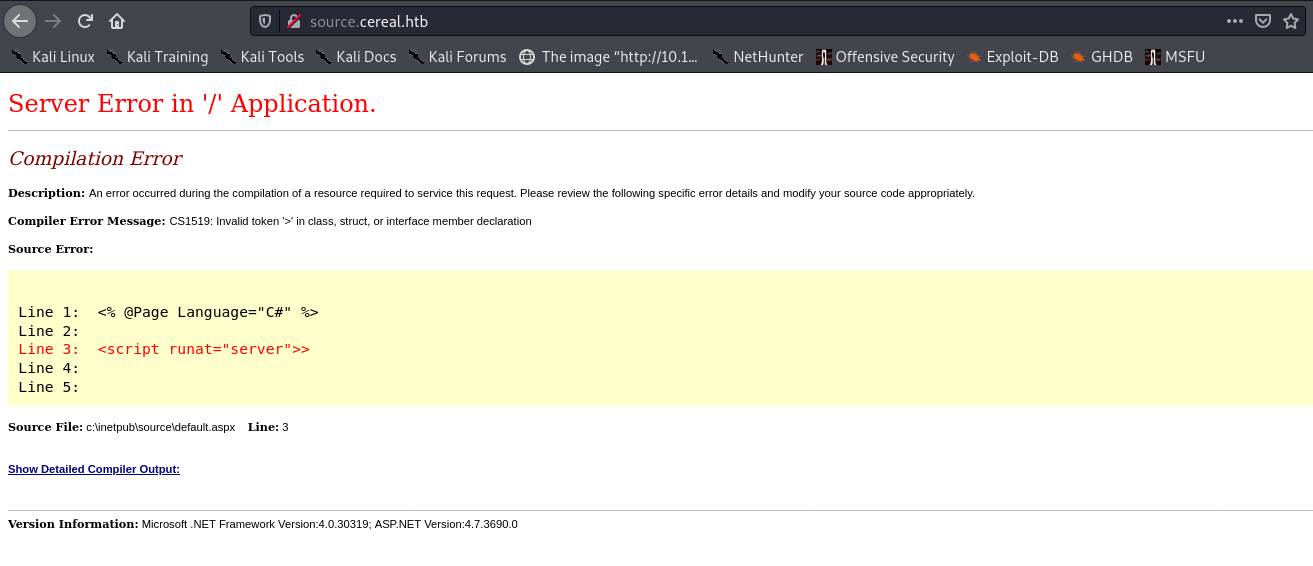 source.cereal.htb
Kali Linux Kali Training Kali Tools Kali Docs Kali Forums The image “http://10.1... NetHunter Offensive Security Exploit-DB GHDB MSFU
Server Error in '/' Application.
Compilation Error
Description: An error occurred during the compilation of a resource required to service this request. Please review the following specific error details and modify your source code appropriately.
Compiler Error Message: CS1519: Invalid token '>' in class, struct, or interface member declaration
Source Error:
Line 1:  <% @Page Language="C#" %>
Line 2:
Line 3:  <script runat="server">>
Line 4:
Line 5:
Source File: c:\inetpub\source\default.aspx    Line: 3
Show Detailed Compiler Output:
Version Information: Microsoft .NET Framework Version:4.0.30319; ASP.NET Version:4.7.3690.0